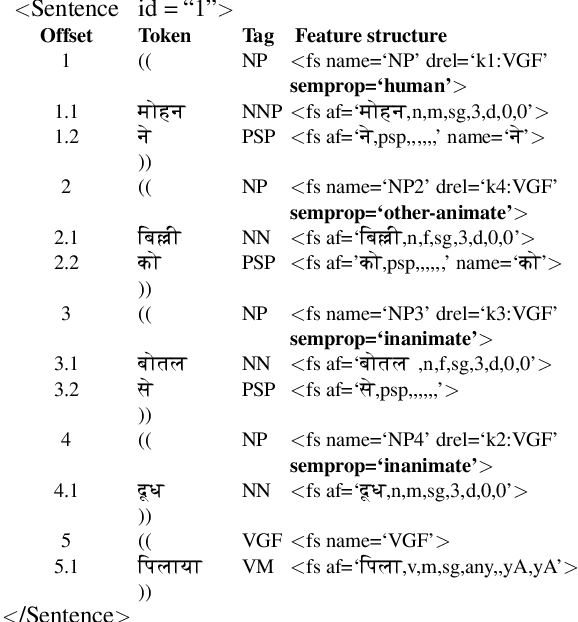 <Sentence id = “1”>
Offset Token Tag Feature structure
1 (( NP <fs name=‘NP’ drel=‘k1:VGF’
semprop=‘human’>
1.1 मोहन NNP <fs af=‘मोहन,n,m,sg,3,d,0,0’>
1.2 ने PSP <fs af=‘ने,psp,,,,,,’ name=‘ने’>
))
2 (( NP <fs name=‘NP2’ drel=‘k4:VGF’
semprop=‘other-animate’>
2.1 बिल्ली NN <fs af=‘बिल्ली,n,f,sg,3,d,0,0’>
2.2 को PSP <fs af=’को,psp,,,,,,’ name=‘को’>
))
3 (( NP <fs name=‘NP3’ drel=‘k3:VGF’
semprop=‘inanimate’>
3.1 बोतल NN <fs af=‘बोतल ,n,f,sg,3,d,0,0’>
3.2 से PSP <fs af=‘से,psp,,,,,,’>
))
4 (( NP <fs name=‘NP4’ drel=‘k2:VGF’
semprop=‘inanimate’>
4.1 दूध NN <fs af=‘दूध,n,m,sg,3,d,0,0’>
))
5 (( VGF <fs name=‘VGF’>
5.1 पिलाया VM <fs af=‘पिला,v,m,sg,any,,yA,yA’>
))
</Sentence>